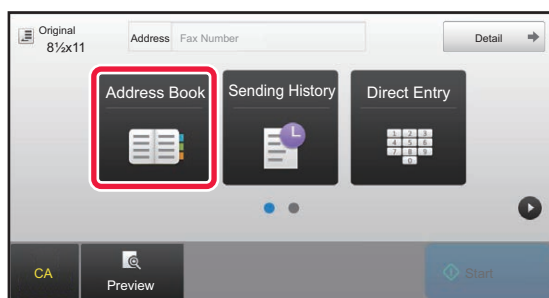 Original
8½x11
Address Fax Number
Detail
Address Book
Sending History
Direct Entry
1 2 3
4 5 6
7 8 9
0
CA
Preview
Start